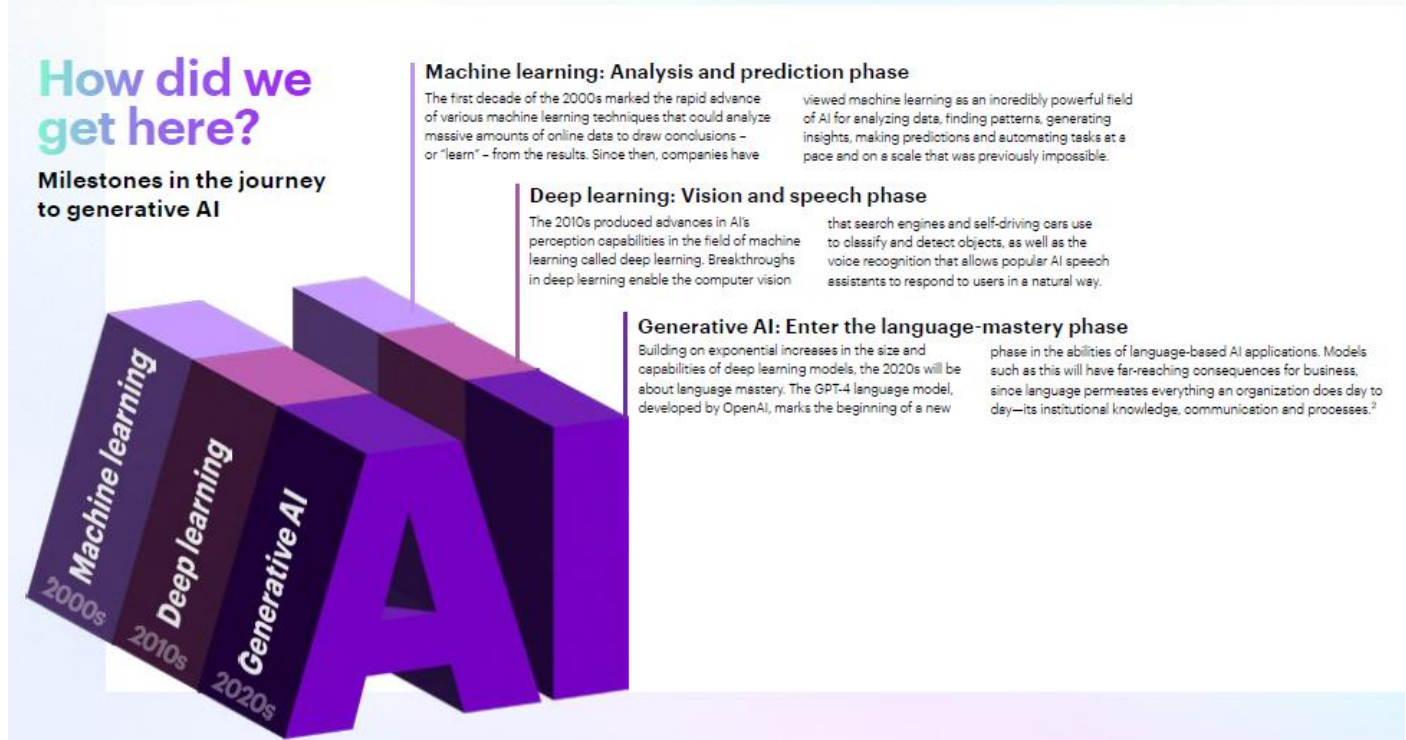 How did we
get here?
Milestones in the journey
to generative AI
Machine learning: Analysis and prediction phase
The first decade of the 2000s marked the rapid advance
of various machine learning techniques that could analyze
massive amounts of online data to draw conclusions –
or “learn” – from the results. Since then, companies have
viewed machine learning as an incredibly powerful field
of AI for analyzing data, finding patterns, generating
insights, making predictions and automating tasks at a
pace and on a scale that was previously impossible.
Deep learning: Vision and speech phase
The 2010s produced advances in AI’s
perception capabilities in the field of machine
learning called deep learning. Breakthroughs
in deep learning enable the computer vision
that search engines and self-driving cars use
to classify and detect objects, as well as the
voice recognition that allows popular AI speech
assistants to respond to users in a natural way.
Generative AI: Enter the language-mastery phase
Building on exponential increases in the size and
capabilities of deep learning models, the 2020s will be
about language mastery. The GPT-4 language model,
developed by OpenAI, marks the beginning of a new
phase in the abilities of language-based AI applications. Models
such as this will have far-reaching consequences for business,
since language permeates everything an organization does day to
day—its institutional knowledge, communication and processes.²
Machine learning
2000s
Deep learning
2010s
Generative AI
2020s
AI